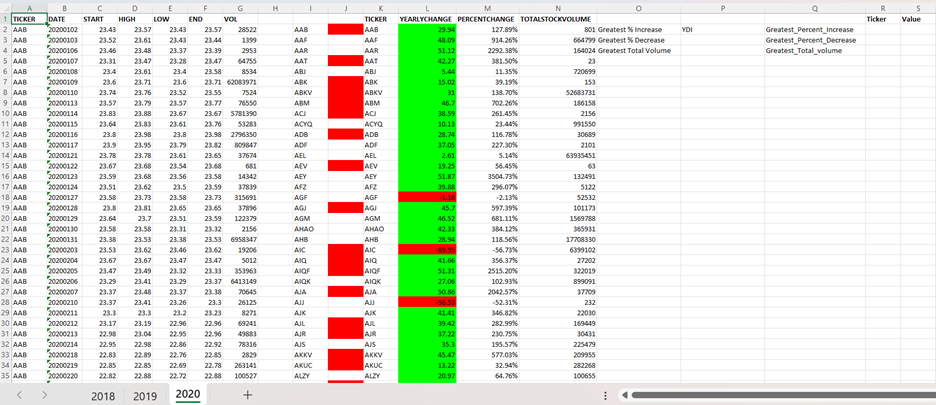 A B C D E F G H I J K L M N O P Q R S
1 TICKER DATE START HIGH LOW END VOL TICKER YEARLYCHANGE PERCENTCHANGE TOTALSTOCKVOLUME Ticker Value
2 AAB 20200102 23.43 23.57 23.43 23.57 28522 AAB AAB 29.94 127.89% 801 Greatest % Increase YDI Greatest_Percent_Increase
3 AAB 20200103 23.52 23.61 23.43 23.44 1399 AAF AAF 48.09 914.26% 664799 Greatest % Decrease Greatest_Percent_Decrease
4 AAB 20200106 23.46 23.48 23.37 23.39 2953 AAR AAR 51.12 2292.38% 164024 Greatest Total Volume Greatest_Total_volume
5 AAB 20200107 23.31 23.48 23.28 23.47 64755 AAT AAT 42.27 381.50% 23
6 AAB 20200108 23.4 23.61 23.4 23.58 8534 ABJ ABJ 5.44 11.35% 720699
7 AAB 20200109 23.6 23.71 23.6 23.71 62083971 ABK ABK 15.02 39.19% 153
8 AAB 20200110 23.74 23.76 23.52 23.55 7524 ABKV ABKV 31 138.70% 52683731
9 AAB 20200113 23.57 23.79 23.57 23.77 76550 ABM ABM 46.7 702.26% 186158
10 AAB 20200114 23.83 23.88 23.67 23.67 5781390 ACJ ACJ 38.59 261.45% 2156
11 AAB 20200115 23.64 23.83 23.61 23.76 53283 ACYQ ACYQ 10.13 23.44% 991550
12 AAB 20200116 23.8 23.98 23.8 23.98 2796350 ADB ADB 28.74 116.78% 30689
13 AAB 20200117 23.9 23.95 23.79 23.82 809847 ADF ADF 37.05 227.30% 2101
14 AAB 20200121 23.78 23.78 23.61 23.65 37674 AEL AEL 2.61 5.14% 63935451
15 AAB 20200122 23.67 23.68 23.54 23.68 681 AEV AEV 19.25 56.45% 63
16 AAB 20200123 23.59 23.68 23.56 23.58 14342 AEY AEY 51.87 3504.73% 132491
17 AAB 20200124 23.51 23.62 23.5 23.59 37839 AFZ AFZ 39.88 296.07% 5122
18 AAB 20200127 23.58 23.73 23.58 23.73 315691 AGF AGF -2.13% 52532
19 AAB 20200128 23.8 23.81 23.65 23.65 37896 AGJ AGJ 45.7 597.39% 101173
20 AAB 20200129 23.64 23.7 23.51 23.59 122379 AGM AGM 46.52 681.11% 1569788
21 AAB 20200130 23.58 23.58 23.31 23.32 2156 AHAO AHAO 42.33 384.12% 365931
22 AAB 20200131 23.38 23.53 23.38 23.53 6958347 AHB AHB 28.94 118.56% 17708330
23 AAB 20200203 23.53 23.62 23.46 23.62 19206 AIC AIC -56.73% 6399102
24 AAB 20200204 23.67 23.67 23.47 23.47 5012 AIQ AIQ 41.66 356.37% 27202
25 AAB 20200205 23.47 23.49 23.32 23.33 353963 AIQF AIQF 51.31 2515.20% 322019
26 AAB 20200206 23.29 23.41 23.29 23.37 6413149 AIQK AIQK 27.06 102.93% 899091
27 AAB 20200207 23.37 23.48 23.37 23.38 70645 AJA AJA 50.86 2042.57% 37709
28 AAB 20200210 23.37 23.41 23.26 23.3 26125 AJJ AJJ -52.31% 232
29 AAB 20200211 23.3 23.3 23.2 23.23 8271 AJK AJK 41.41 346.82% 22030
30 AAB 20200212 23.17 23.19 22.96 22.96 69241 AJL AJL 39.42 282.99% 169449
31 AAB 20200213 22.98 23.04 22.95 22.96 49883 AJR AJR 37.22 230.75% 30431
32 AAB 20200214 22.95 22.98 22.86 22.92 78316 AJS AJS 35.3 195.57% 225479
33 AAB 20200218 22.83 22.89 22.76 22.85 2829 AKKV AKKV 45.47 577.03% 209955
34 AAB 20200219 22.85 22.85 22.69 22.78 263141 AKUC AKUC 13.22 32.94% 282268
35 AAB 20200220 22.82 22.88 22.72 22.88 100527 ALZY ALZY 20.97 64.76% 100655
2018 2019 2020 +